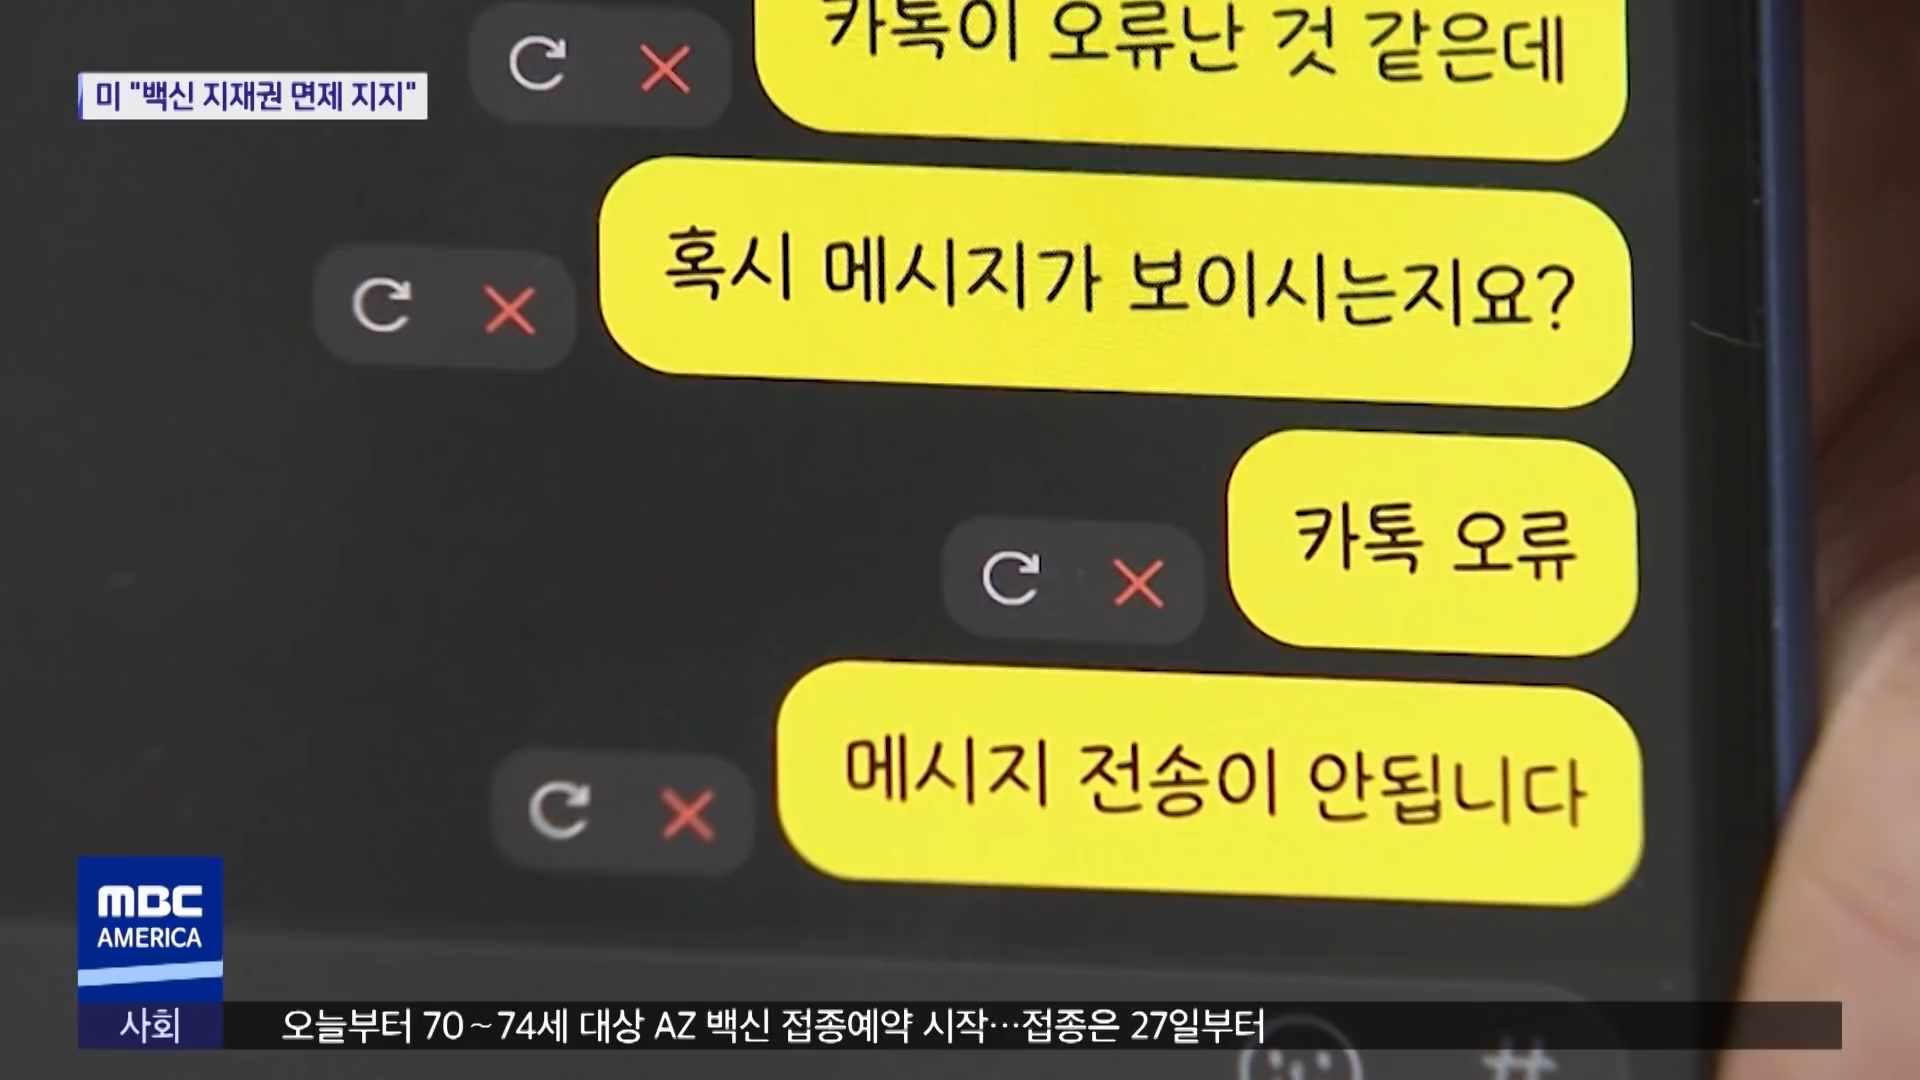 카톡이 오류난 것 같은데
미 "백신 지재권 면제 지지"
혹시 메시지가 보이시는지요?
카톡 오류
메시지 전송이 안됩니다
MBC
AMERICA
사회
오늘부터 70~74세 대상 AZ 백신 접종예약 시작…접종은 27일부터
#